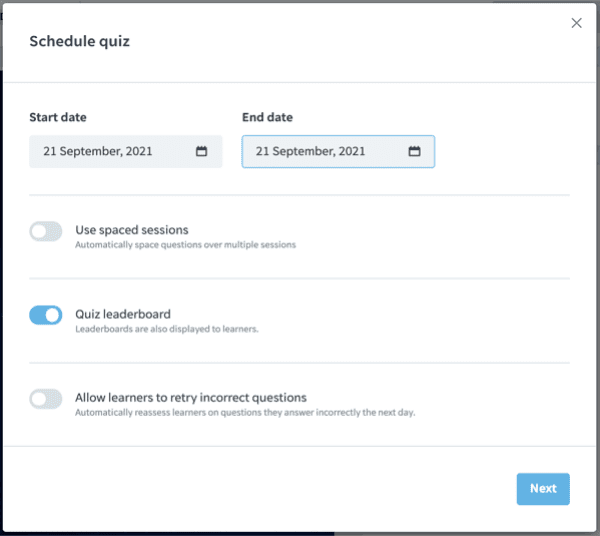 Schedule quiz
Start date
End date
21 September, 2021
21 September, 2021
Use spaced sessions
Automatically space questions over multiple sessions
Quiz leaderboard
Leaderboards are also displayed to learners.
Allow learners to retry incorrect questions
Automatically reassess learners on questions they answer incorrectly the next day.
Next